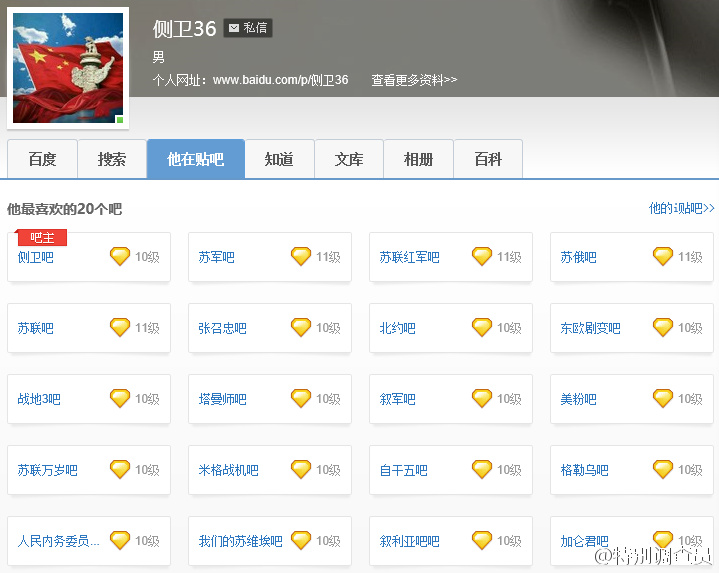 侧卫36 私信
男
个人网址：www.baidu.com/p/侧卫36 查看更多资料>>
百度 搜索 他在贴吧 知道 文库 相册 百科
他最喜欢的20个吧 他的i贴吧>>
吧主
侧卫吧 10级 苏军吧 11级 苏联红军吧 11级 苏俄吧 11级
苏联吧 11级 张召忠吧 10级 北约吧 10级 东欧剧变吧 10级
战地3吧 10级 塔曼师吧 10级 叙军吧 10级 美粉吧 10级
苏联万岁吧 10级 米格战机吧 10级 自干五吧 10级 格勒乌吧 10级
人民内务委员... 10级 我们的苏维埃吧 10级 叙利亚吧吧 10级 加仑君吧 10级
@特别调查员